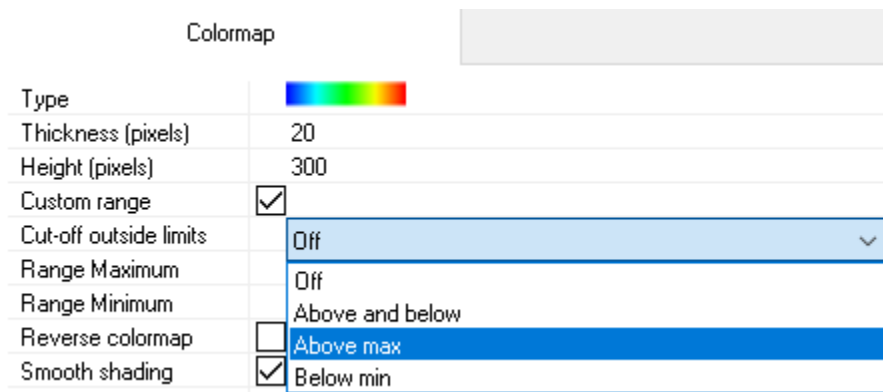 Colormap
Type
Thickness (pixels) 20
Height (pixels) 300
Custom range
Cut-off outside limits Off
Off
Range Maximum
Above and below
Range Minimum
Above max
Reverse colormap
Below min
Smooth shading